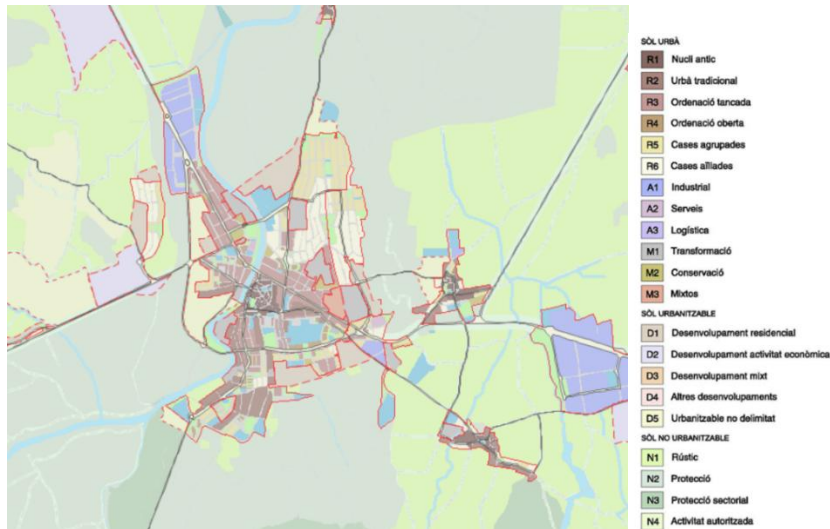 SÒL URBÀ
R1 Nucli antic
R2 Urbà tradicional
R3 Ordenació tancada
R4 Ordenació oberta
R5 Cases agrupades
R6 Cases aïllades
A1 Industrial
A2 Serveis
A3 Logística
M1 Transformació
M2 Conservació
M3 Mixtos
SÒL URBANITZABLE
D1 Desenvolupament residencial
D2 Desenvolupament activitat econòmica
D3 Desenvolupament mixt
D4 Altres desenvolupaments
D5 Urbanitzable no delimitat
SÒL NO URBANITZABLE
N1 Rústic
N2 Protecció
N3 Protecció sectorial
N4 Activitat autoritzada